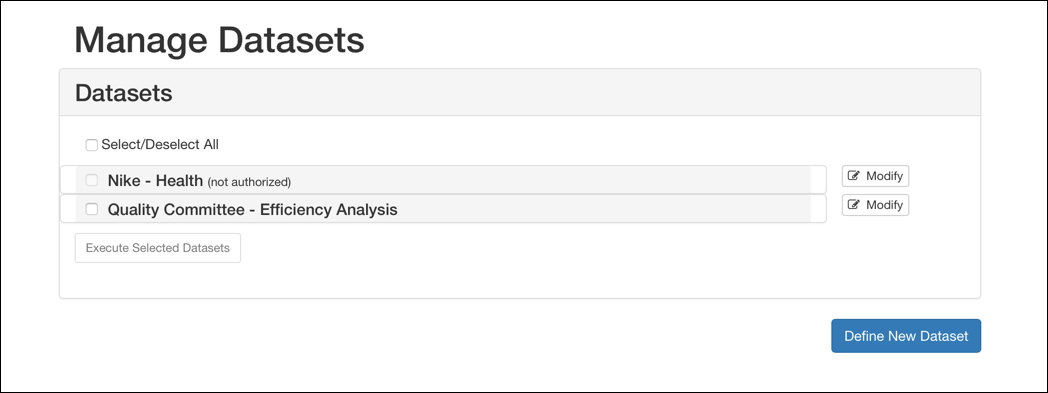 Manage Datasets
Datasets
Select/Deselect All
Nike - Health (not authorized)
Modify
Quality Committee - Efficiency Analysis
Modify
Execute Selected Datasets
Define New Dataset